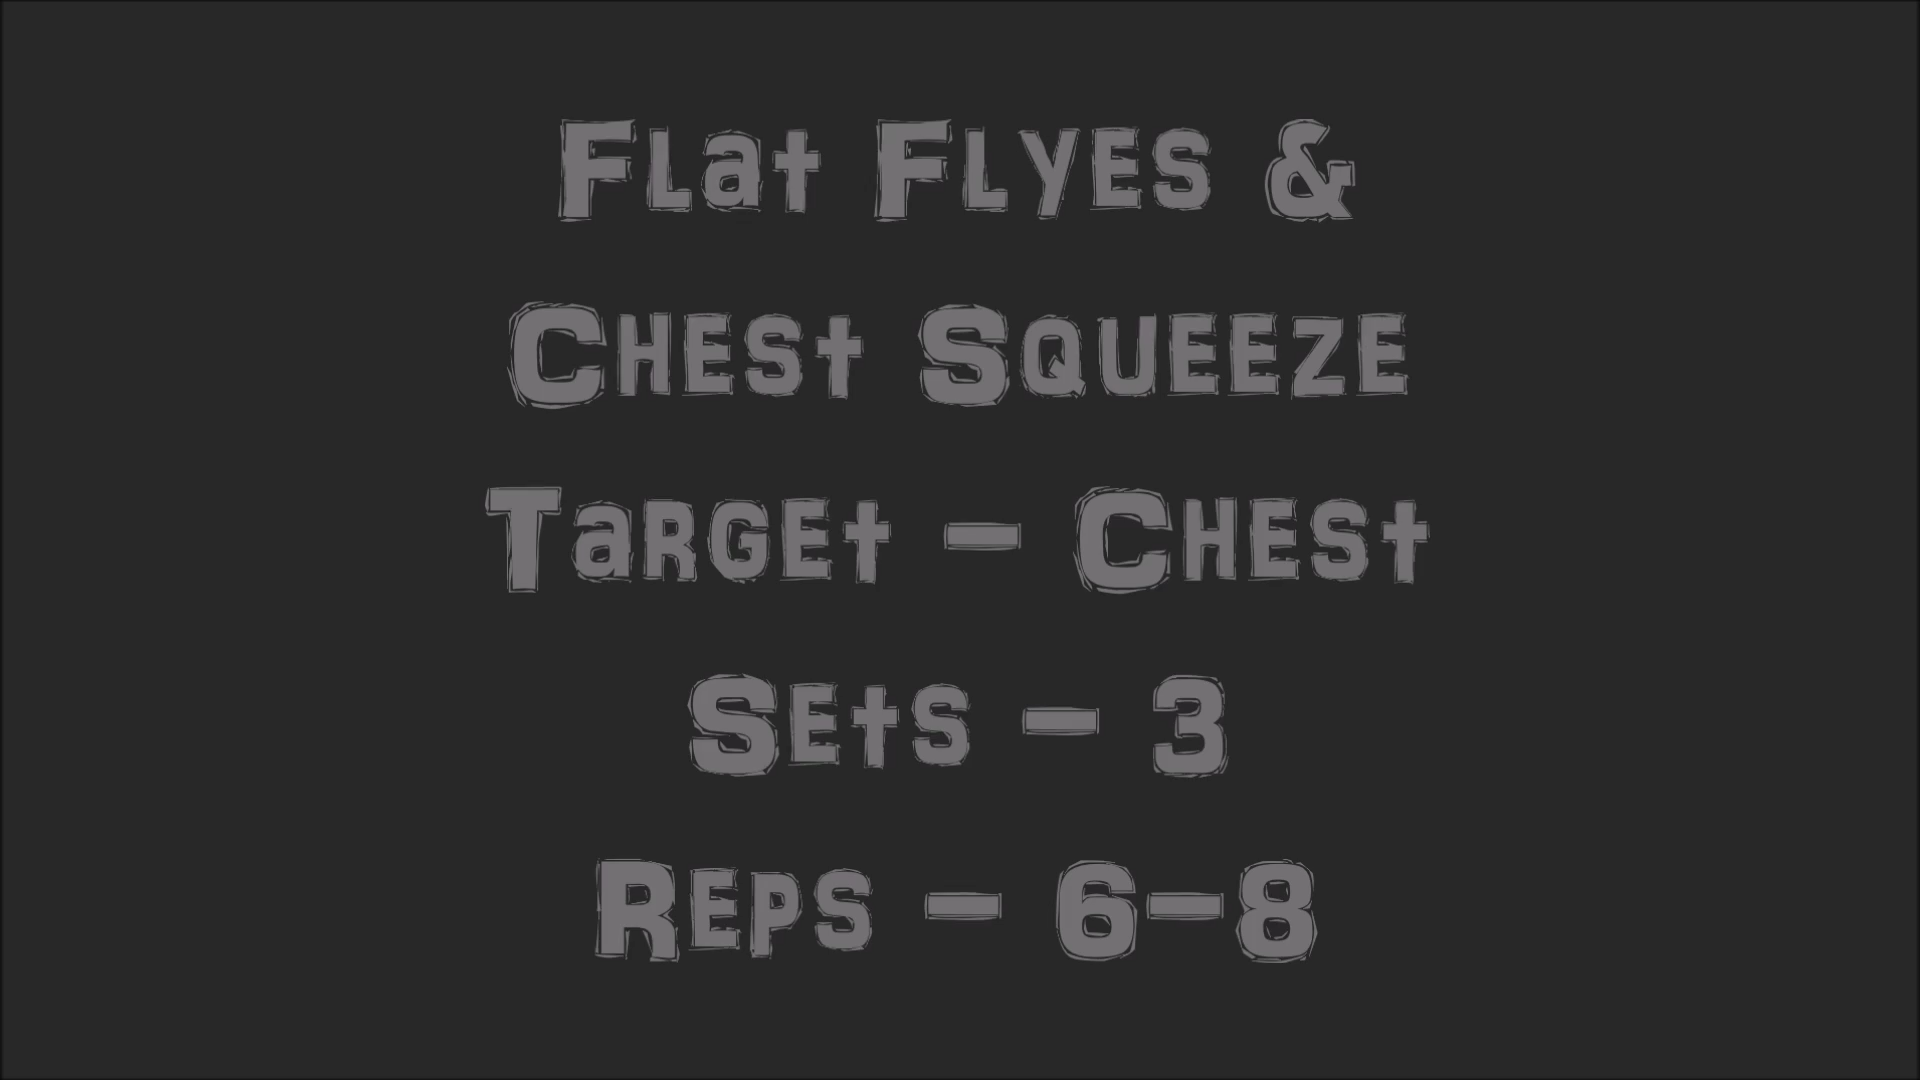 Flat Flyes &
Chest Squeeze
Target - Chest
Sets - 3
Reps - 6-8